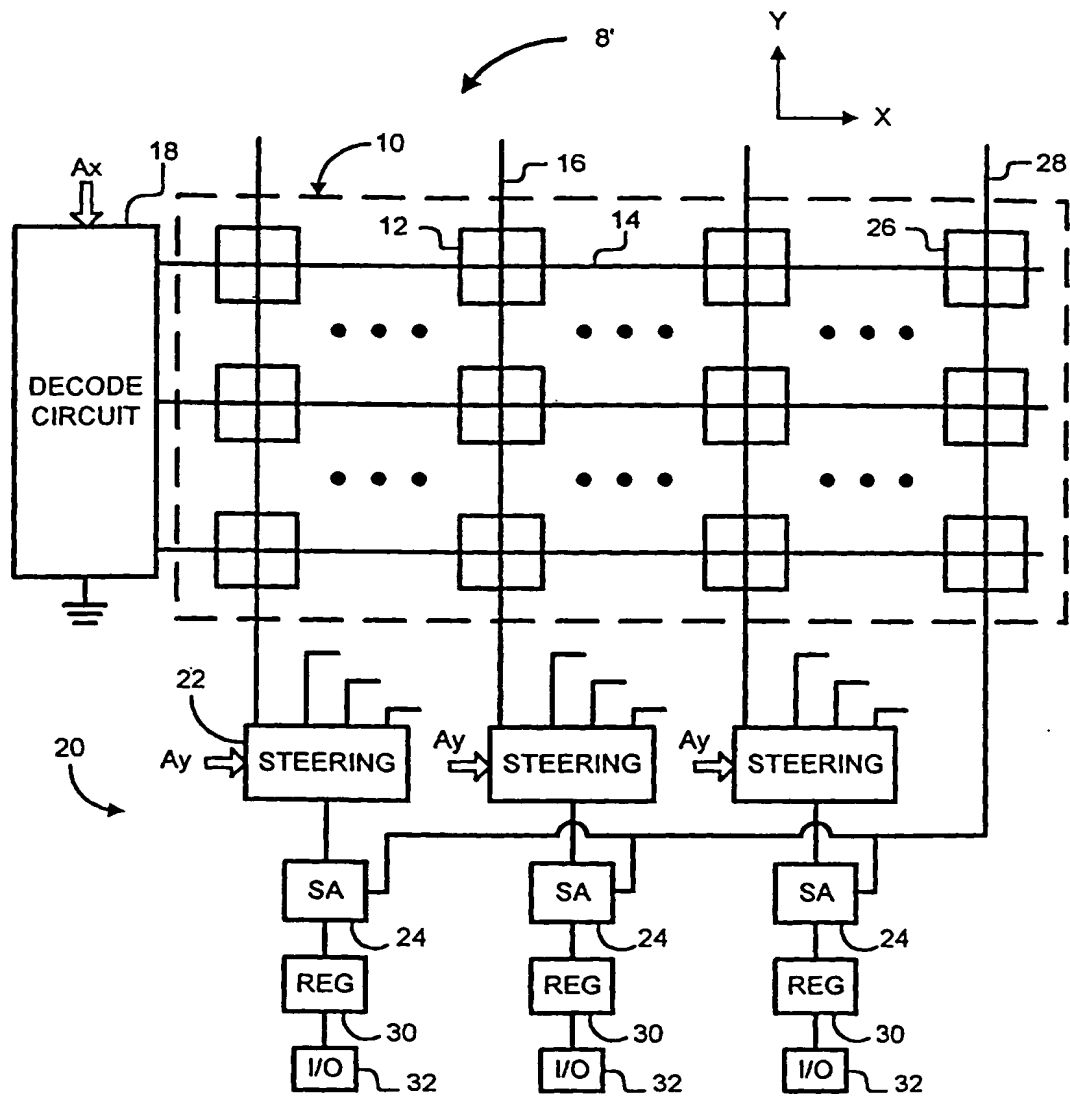 8'
Y
X
Ax
18
10
16
28
12
14
26
DECODE
CIRCUIT
22
20
Ay
STEERING
Ay
STEERING
Ay
STEERING
SA
SA
SA
24
24
24
REG
REG
REG
30
30
30
I/O
32
I/O
32
I/O
32